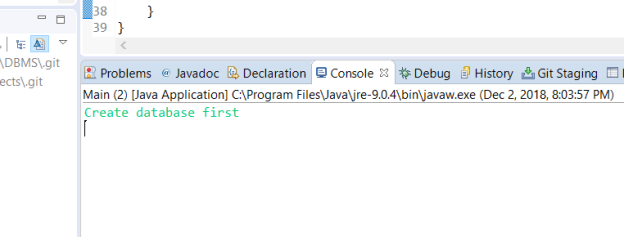 38 }
39 }
\DBMS\.git
ects\.git
Problems @ Javadoc Declaration Console Debug History Git Staging
Main (2) [Java Application] C:\Program Files\Java\jre-9.0.4\bin\javaw.exe (Dec 2, 2018, 8:03:57 PM)
Create database first